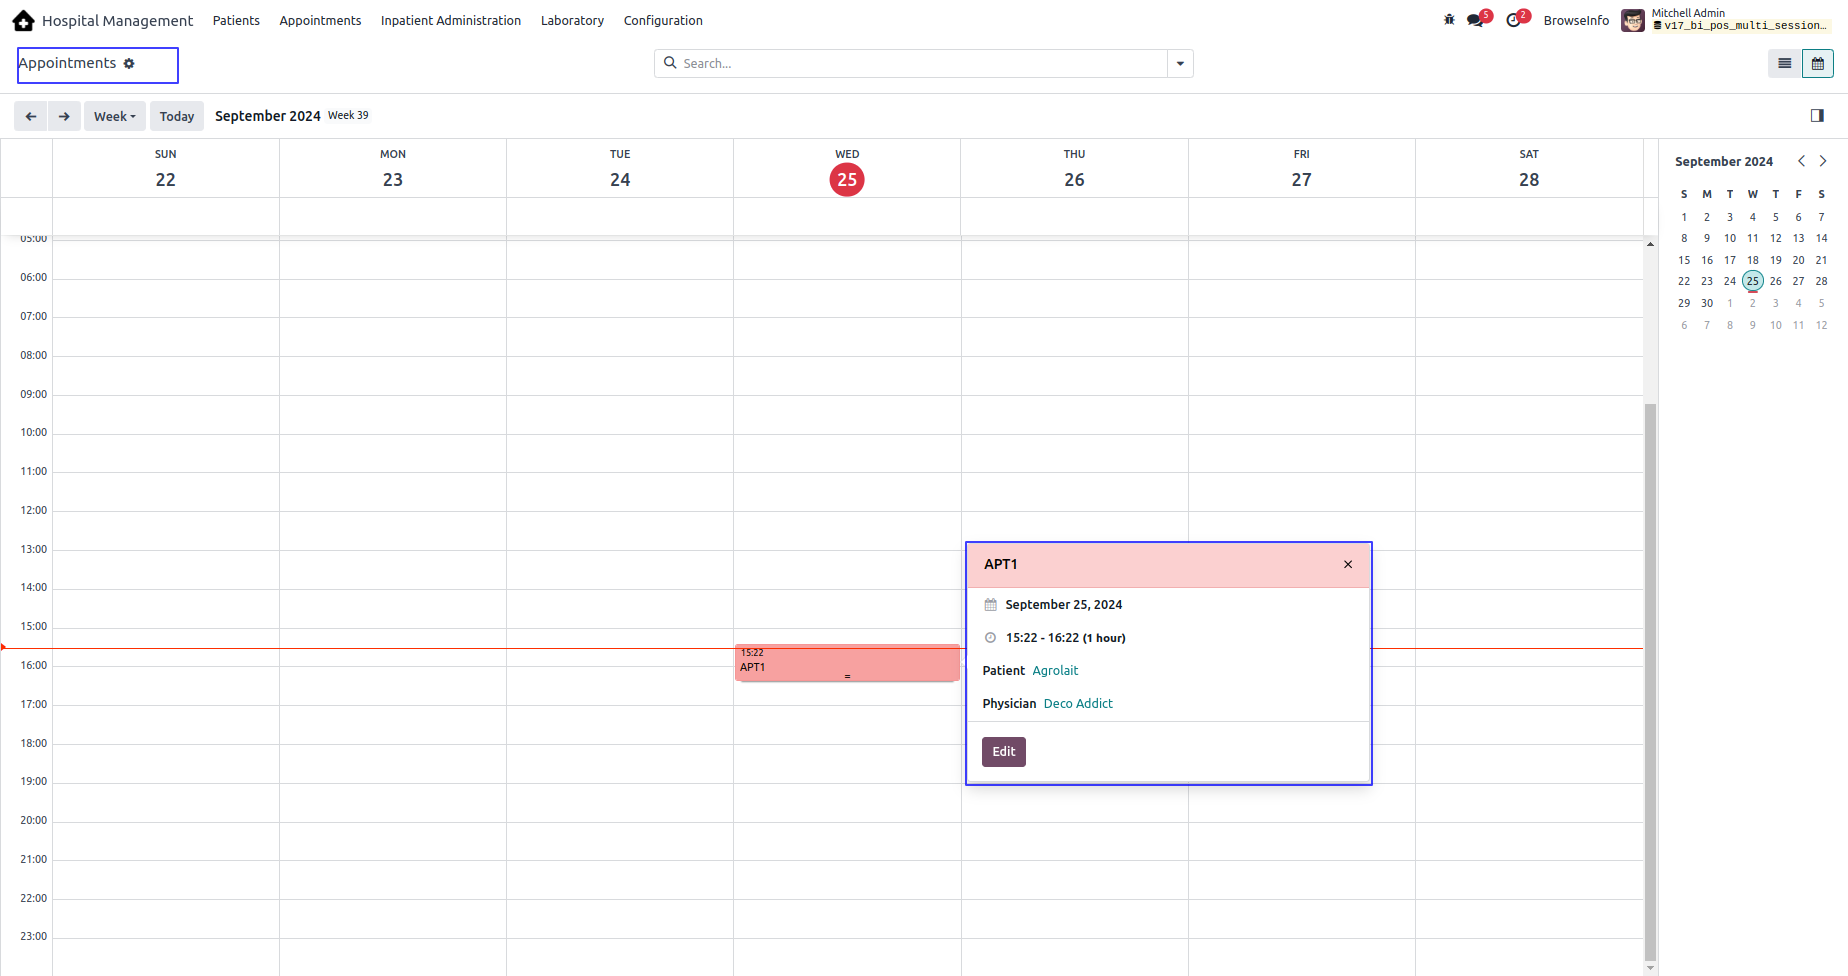 Hospital Management Patients Appointments Inpatient Administration Laboratory Configuration 5 2 BrowseInfo Mitchell Admin
v17_bi_pos_multi_session...
Appointments Search...
Week Today September 2024 Week 39
SUN MON TUE WED THU FRI SAT
22 23 24 25 26 27 28
05:00
06:00
07:00
08:00
09:00
10:00
11:00
12:00
13:00
14:00
15:00
16:00
17:00
18:00
19:00
20:00
21:00
22:00
23:00
15:22
APT1
APT1
September 25, 2024
15:22 - 16:22 (1 hour)
Patient Agrolait
Physician Deco Addict
Edit
September 2024
S M T W T F S
1 2 3 4 5 6 7
8 9 10 11 12 13 14
15 16 17 18 19 20 21
22 23 24 25 26 27 28
29 30 1 2 3 4 5
6 7 8 9 10 11 12